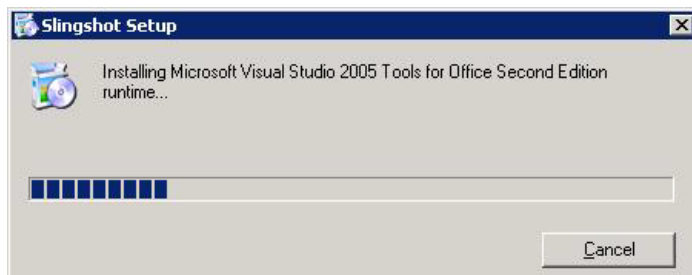 Slingshot Setup
Installing Microsoft Visual Studio 2005 Tools for Office Second Edition
runtime...
Cancel